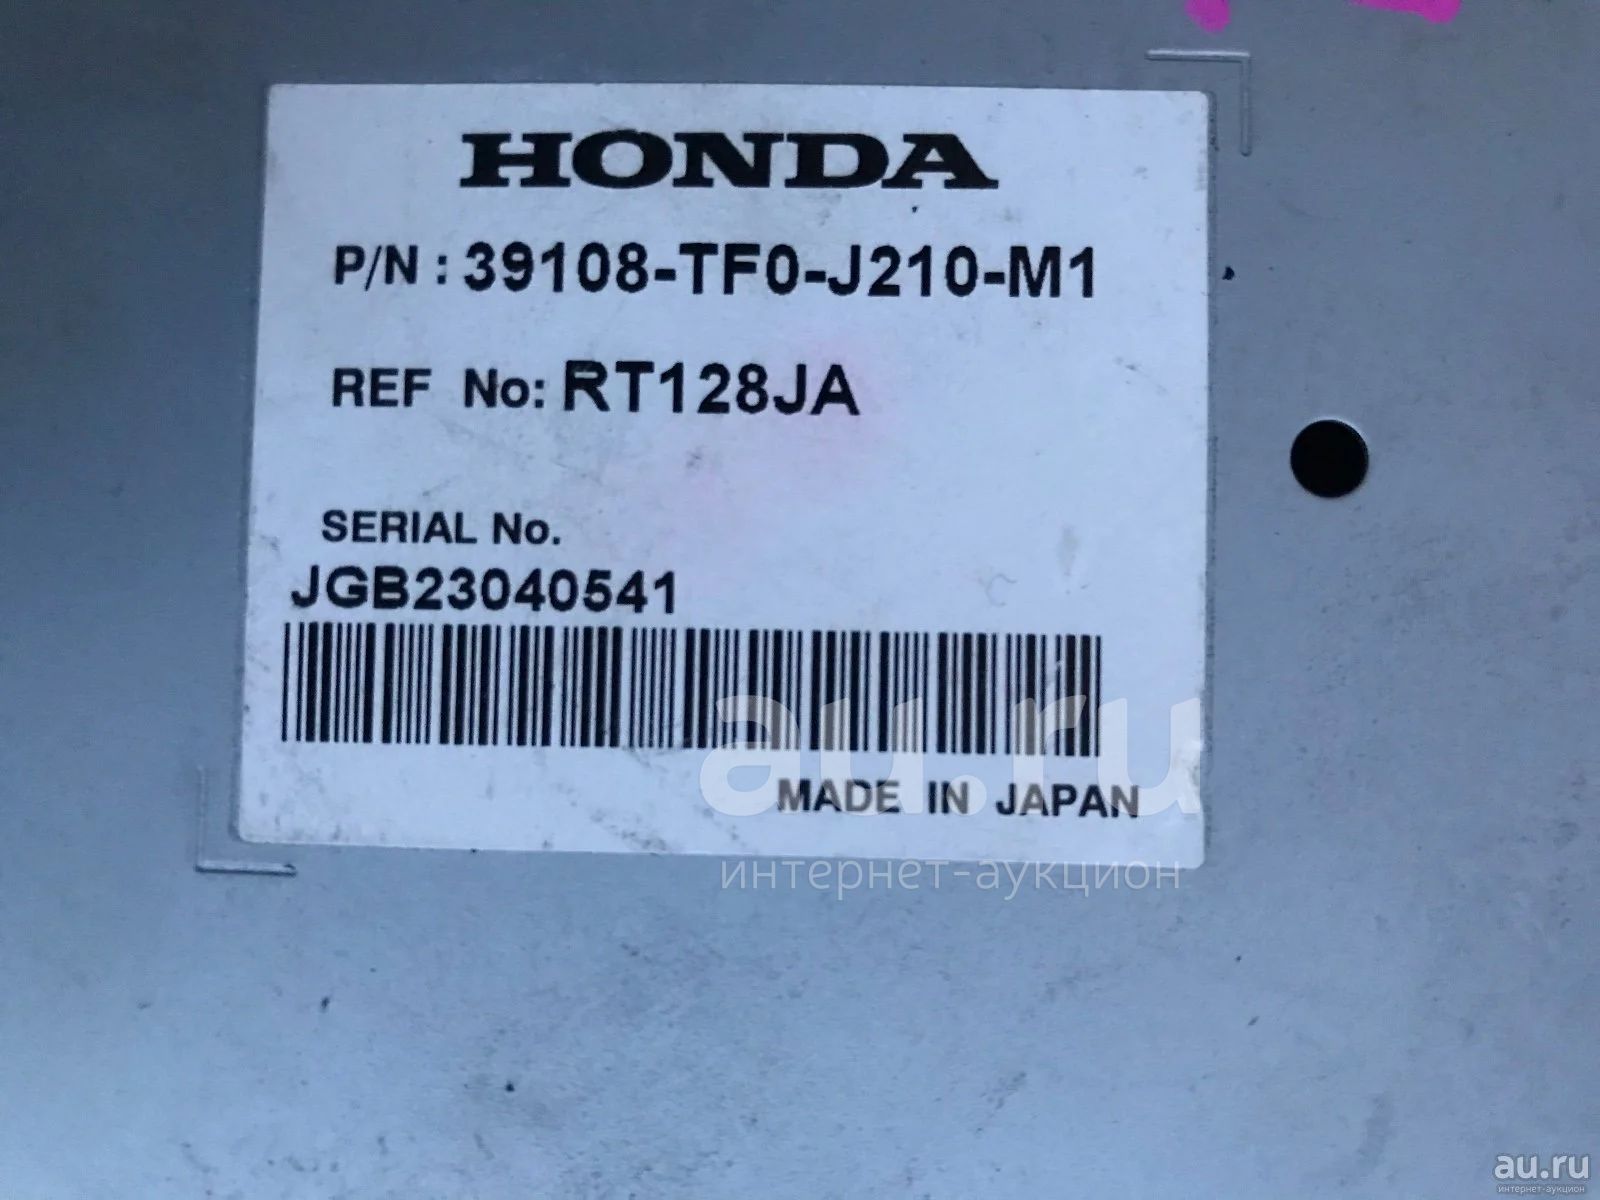 HONDA
P/N : 39108-TF0-J210-M1
REF No: RT128JA
SERIAL No.
JGB23040541
au.ru
MADE IN JAPAN
интернет-аукцион
au.ru
интернет-аукцион